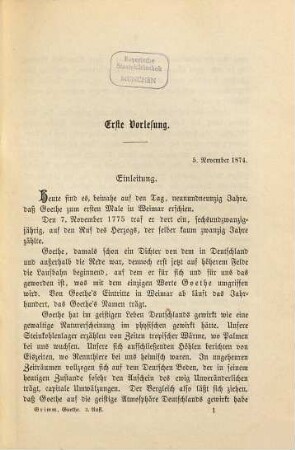 Bayerische
Staatsbibliothek
MÜNCHEN
Erste Vorlesung.
5. November 1874.
Einleitung.
Heute sind es, beinahe auf den Tag, neunundneunzig Jahre,
daß Goethe zum ersten Male in Weimar erschien.
Den 7. November 1775 traf er dort ein, sechsundzwanzig-
jährig, auf den Ruf des Herzogs, der selber kaum zwanzig Jahre
zählte.
Goethe, damals schon ein Dichter von dem in Deutschland
und außerhalb die Rede war, dennoch erst jetzt auf höherem Felde
die Laufbahn beginnend, auf dem er für sich und für uns das
geworden ist, was mit dem einzigen Worte Goethe umgriffen
wird. Von Goethe's Eintritte in Weimar ab läuft das Jahr-
hundert, das Goethe's Namen trägt.
Goethe hat im geistigen Leben Deutschlands gewirkt wie
eine gewaltige Naturerscheinung im physischen gewirkt hätte. Unsere
Steinkohlenlager erzählen von Zeiten tropischer Wärme, wo Palmen
bei uns wuchsen. Unsere sich aufschließenden Höhlen berichten von
Eiszeiten, wo Rennthiere bei uns heimisch waren. In ungeheuren
Zeiträumen vollzogen sich auf dem Deutschen Boden, der in seinem
heutigen Zustande sosehr den Anschein des ewig Unveränderlichen
trägt, capitale Umwälzungen. Der Vergleich also läßt sich ziehen,
daß Goethe auf die geistige Atmosphäre Deutschlands gewirkt habe
Grimm, Goethe. 2. Aufl. 1